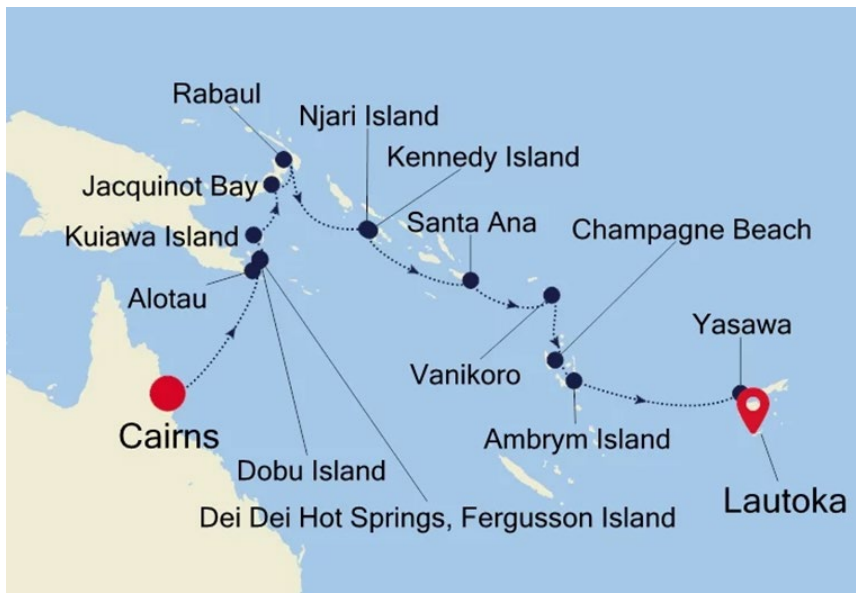 Rabaul
Njari Island
Kennedy Island
Jacquinot Bay
Santa Ana
Champagne Beach
Kuiawa Island
Alotau
Yasawa
Vanikoro
Cairns
Ambrym Island
Dobu Island
Lautoka
Dei Dei Hot Springs, Fergusson Island